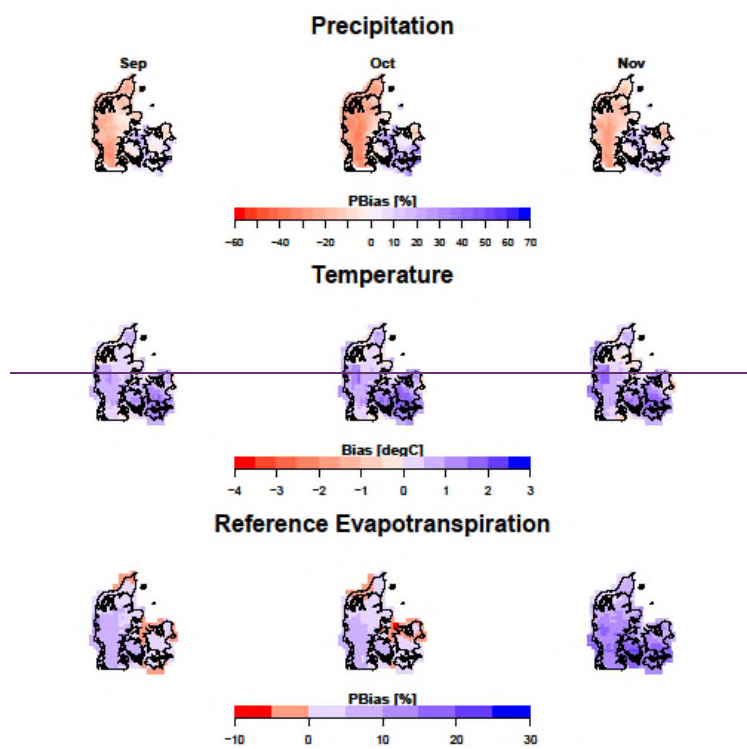 Precipitation
Sep Oct Nov
PBias [%]
−60 −40 −20 0 10 20 30 40 50 60 70
Temperature
Bias [degC]
−4 −3 −2 −1 0 1 2 3
Reference Evapotranspiration
PBias [%]
−10 0 10 20 30